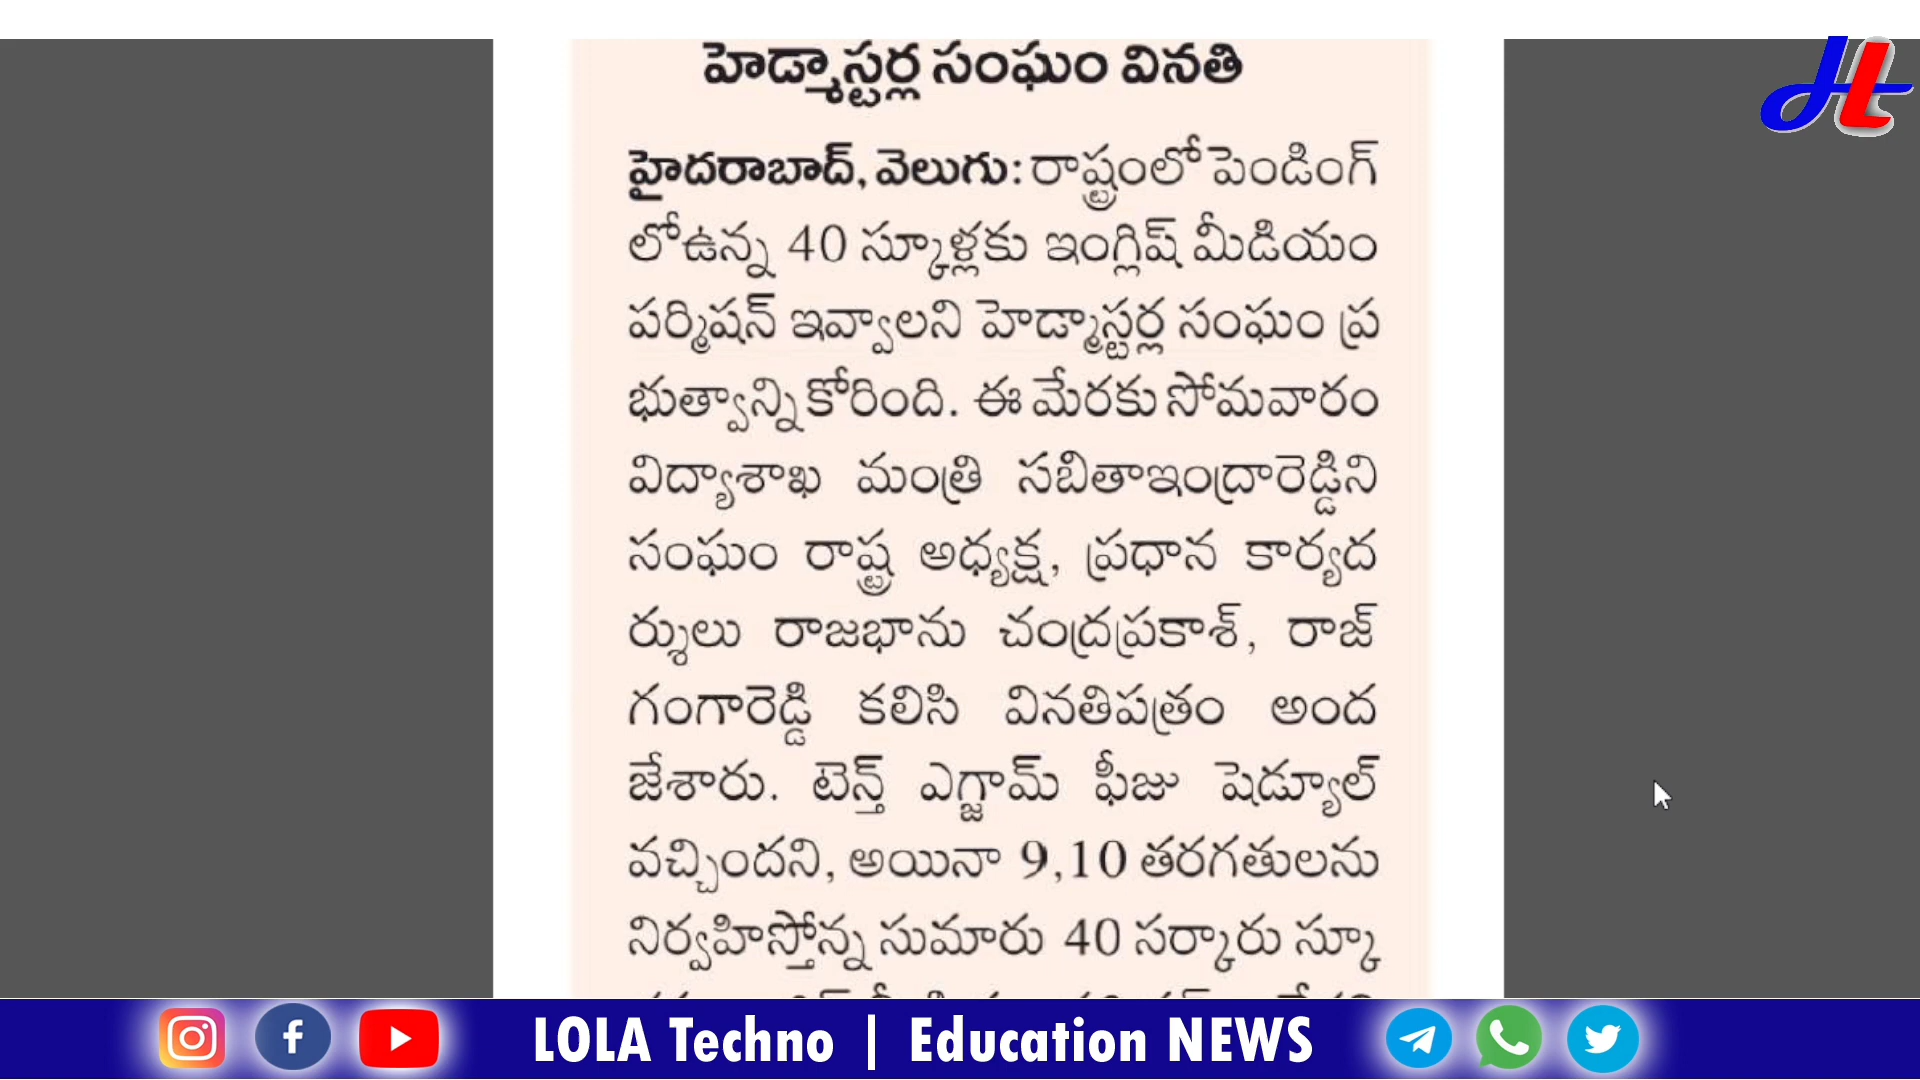 హెడ్మాస్టర్ల సంఘం వినతి
హైదరాబాద్, వెలుగు: రాష్ట్రంలో పెండింగ్
లోఉన్న 40 స్కూళ్లకు ఇంగ్లిష్ మీడియం
పర్మిషన్ ఇవ్వాలని హెడ్మాస్టర్ల సంఘం ప్ర
భుత్వాన్ని కోరింది. ఈ మేరకు సోమవారం
విద్యాశాఖ మంత్రి సబితాఇంద్రారెడ్డిని
సంఘం రాష్ట్ర అధ్యక్ష, ప్రధాన కార్యద
ర్శులు రాజభాను చంద్రప్రకాశ్, రాజ్
గంగారెడ్డి కలిసి వినతిపత్రం అంద
జేశారు. టెన్త్ ఎగ్జామ్ ఫీజు షెడ్యూల్
వచ్చిందని, అయినా 9,10 తరగతులను
నిర్వహిస్తోన్న సుమారు 40 సర్కారు స్కూ
LOLA Techno | Education NEWS